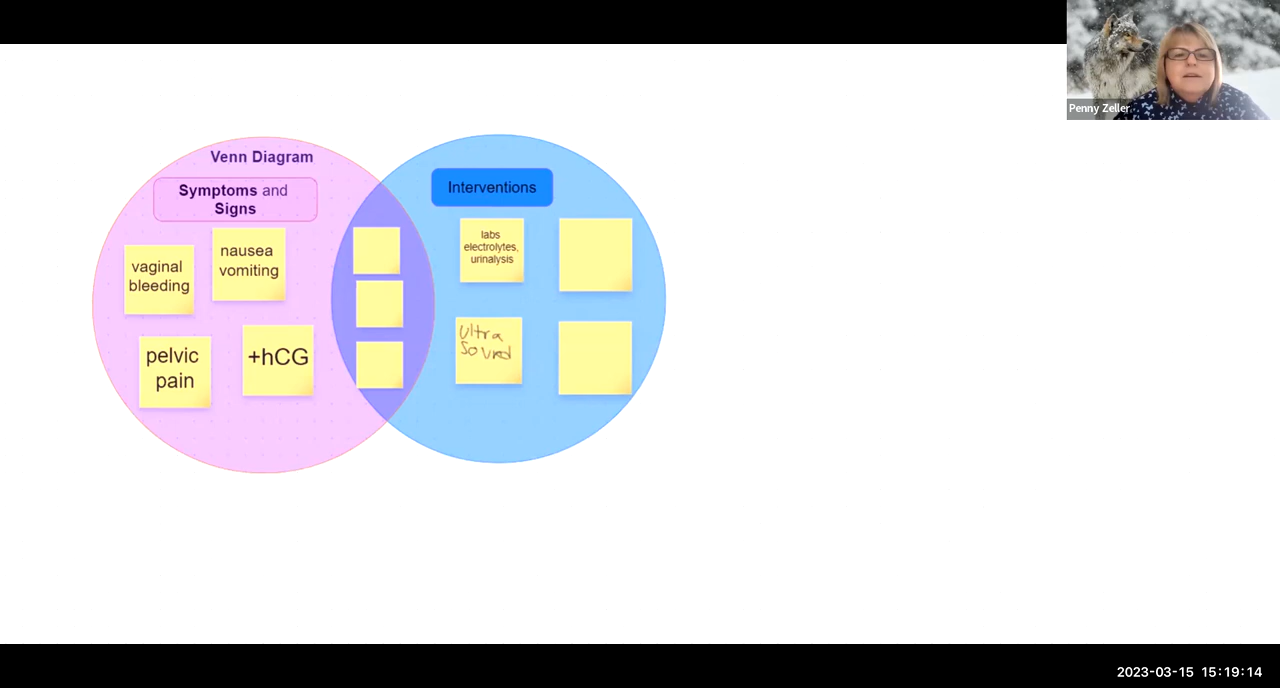 Penny Zeller
Venn Diagram
Symptoms and
Signs
vaginal
bleeding
nausea
vomiting
pelvic
pain
+hCG
Interventions
labs
electrolytes,
urinalysis
Ultra
Sound
2023-03-15 15:19:14